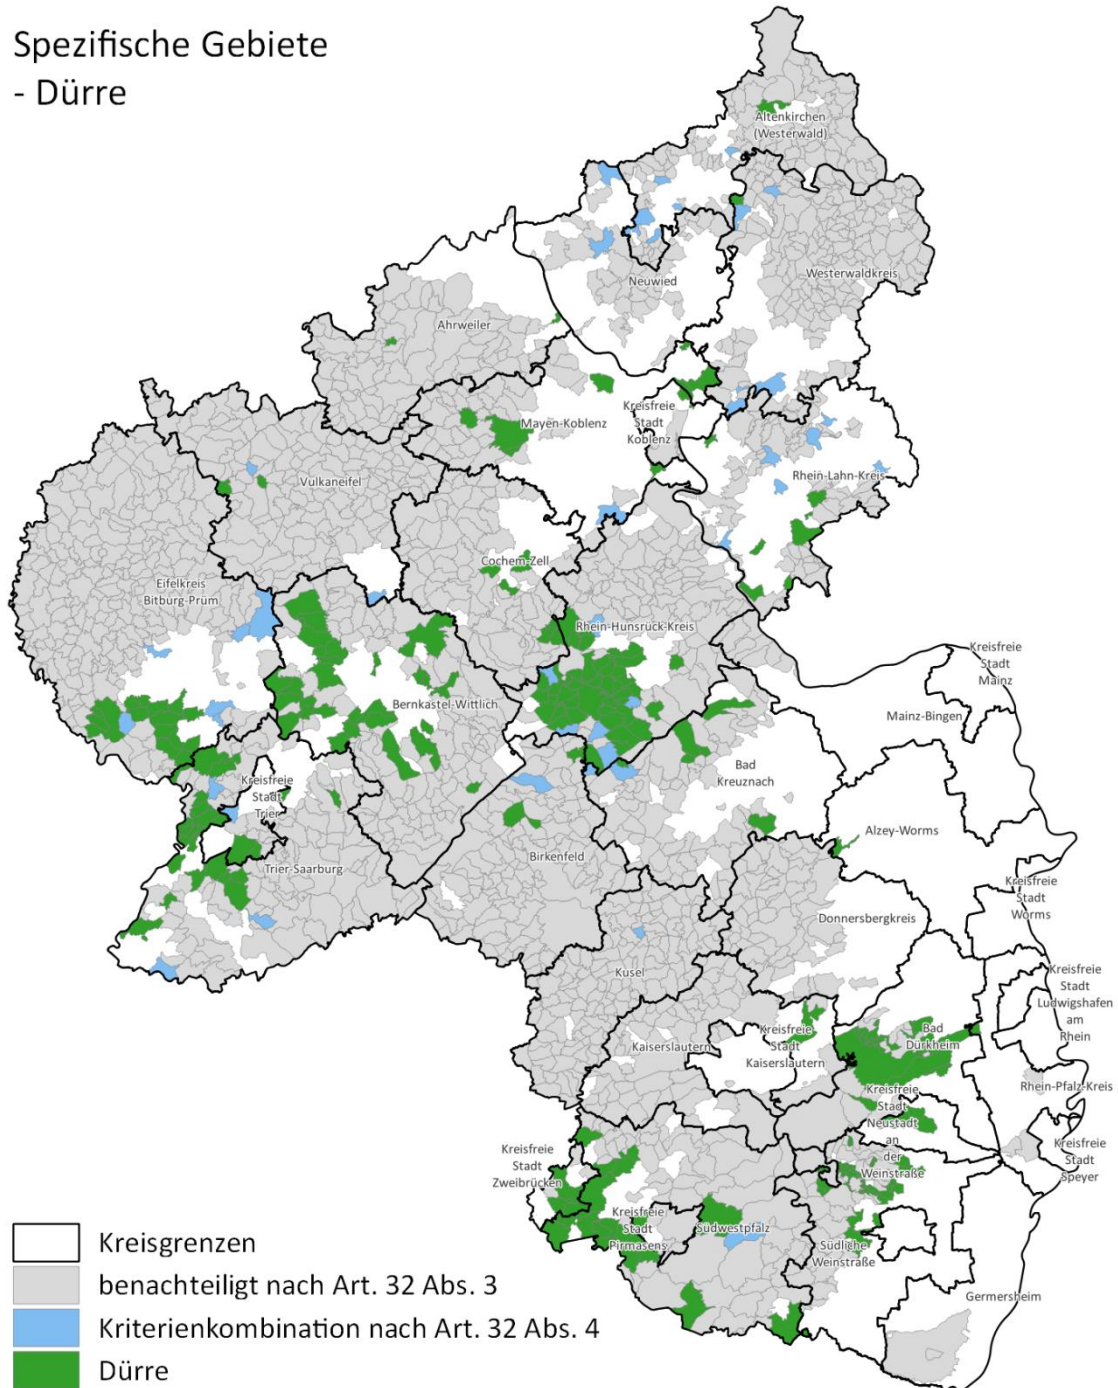 Spezifische Gebiete
- Dürre
Altenkirchen
(Westerwald)
Westerwaldkreis
Neuwied
Ahrweiler
Mayen-Koblenz
Kreisfreie
Stadt
Koblenz
Rhein-Lahn-Kreis
Vulkaneifel
Cochem-Zell
Eifelkreis
Bitburg-Prüm
Rhein-Hunsrück-Kreis
Bernkastel-Wittlich
Kreisfreie
Stadt
Mainz
Mainz-Bingen
Bad
Kreuznach
Kreisfreie
Stadt
Trier
Alzey-Worms
Birkenfeld
Trier-Saarburg
Kreisfreie
Stadt
Worms
Donnersbergkreis
Kusel
Kreisfreie
Stadt
Ludwigshafen
am
Rhein
Kaiserslautern
Kreisfreie
Stadt
Kaiserslautern
Bad
Dürkheim
Rhein-Pfalz-Kreis
Kreisfreie
Stadt
Neustadt
an
der
Weinstraße
Kreisfreie
Stadt
Speyer
Kreisfreie
Stadt
Zweibrücken
Kreisfreie
Stadt
Pirmasens
Südwestpfalz
Südliche
Weinstraße
Germersheim
Kreisgrenzen
benachteiligt nach Art. 32 Abs. 3
Kriterienkombination nach Art. 32 Abs. 4
Dürre